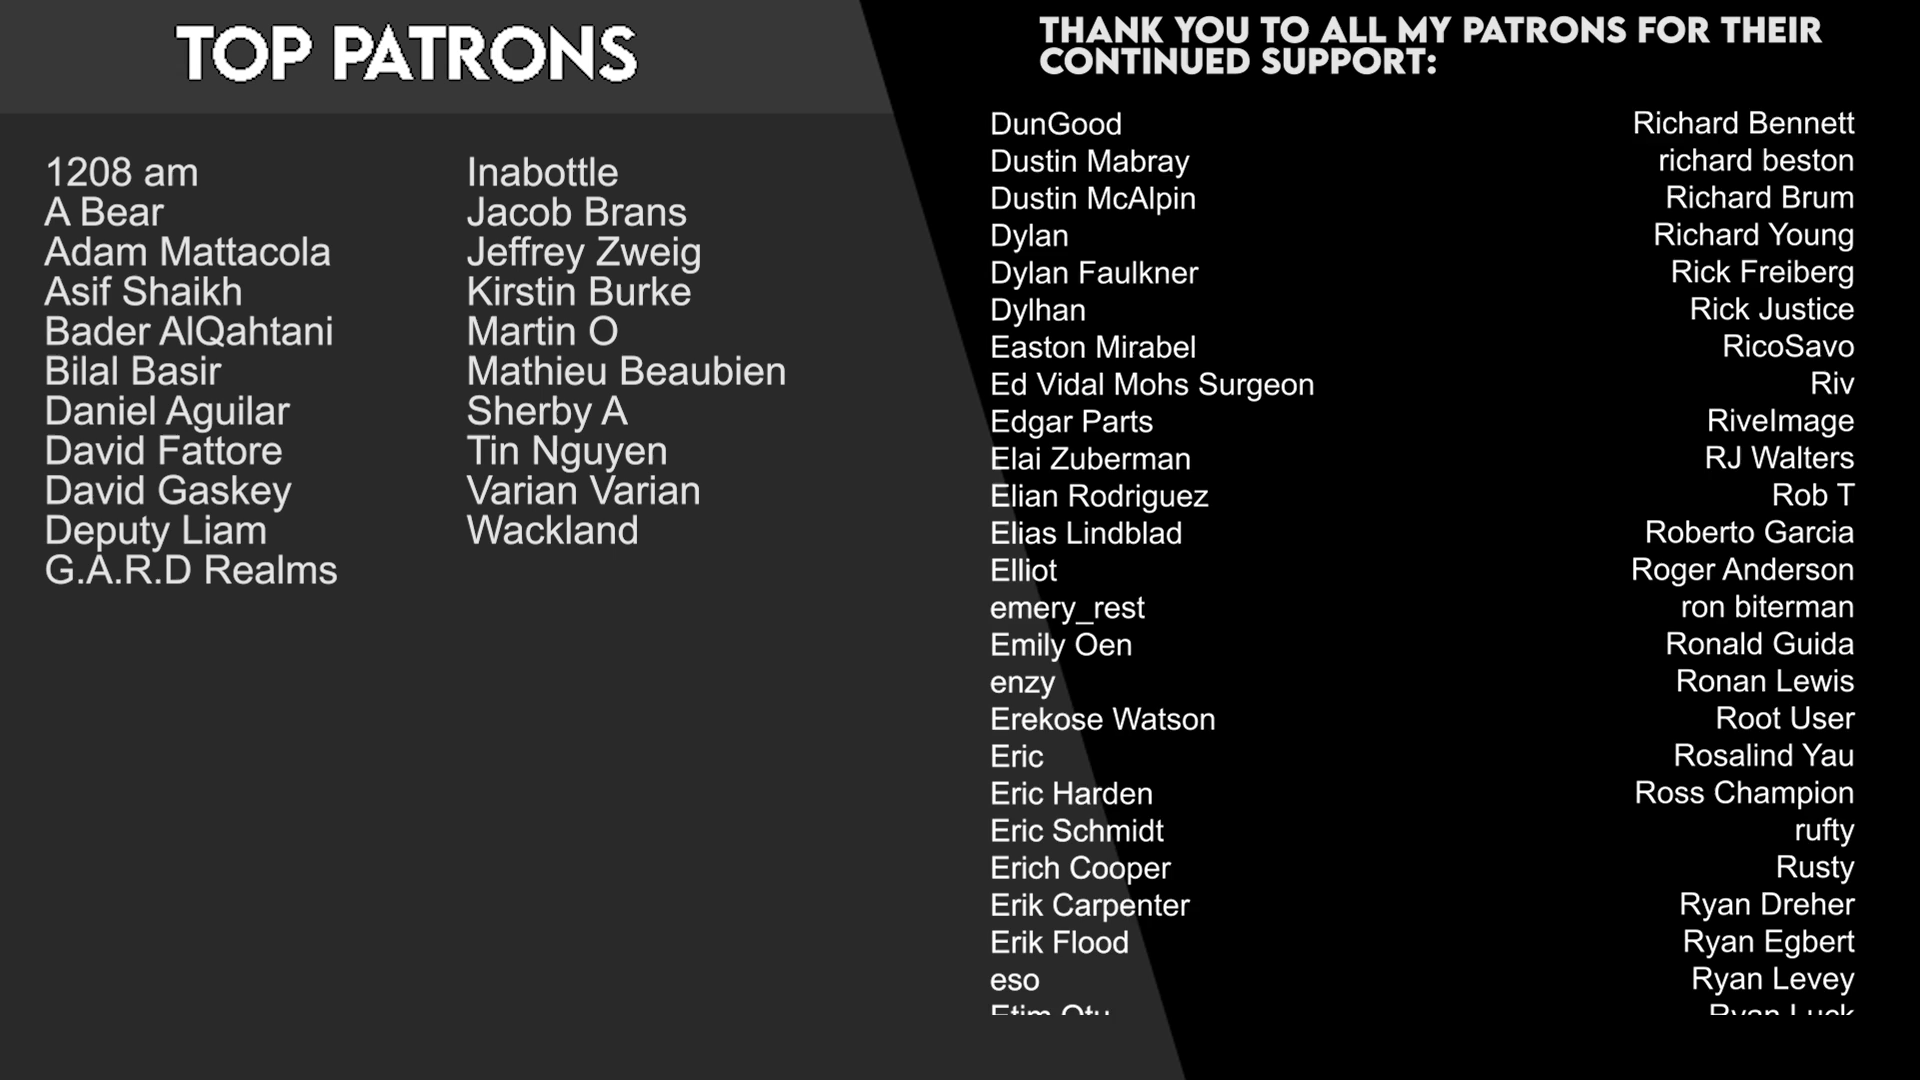 TOP PATRONS
1208 am
A Bear
Adam Mattacola
Asif Shaikh
Bader AlQahtani
Bilal Basir
Daniel Aguilar
David Fattore
David Gaskey
Deputy Liam
G.A.R.D Realms
Inabottle
Jacob Brans
Jeffrey Zweig
Kirstin Burke
Martin O
Mathieu Beaubien
Sherby A
Tin Nguyen
Varian Varian
Wackland
THANK YOU TO ALL MY PATRONS FOR THEIR
CONTINUED SUPPORT:
DunGood
Dustin Mabray
Dustin McAlpin
Dylan
Dylan Faulkner
Dylhan
Easton Mirabel
Ed Vidal Mohs Surgeon
Edgar Parts
Elai Zuberman
Elian Rodriguez
Elias Lindblad
Elliot
emery_rest
Emily Oen
enzy
Erekose Watson
Eric
Eric Harden
Eric Schmidt
Erich Cooper
Erik Carpenter
Erik Flood
eso
Richard Bennett
richard beston
Richard Brum
Richard Young
Rick Freiberg
Rick Justice
RicoSavo
Riv
RiveImage
RJ Walters
Rob T
Roberto Garcia
Roger Anderson
ron biterman
Ronald Guida
Ronan Lewis
Root User
Rosalind Yau
Ross Champion
rufty
Rusty
Ryan Dreher
Ryan Egbert
Ryan Levey